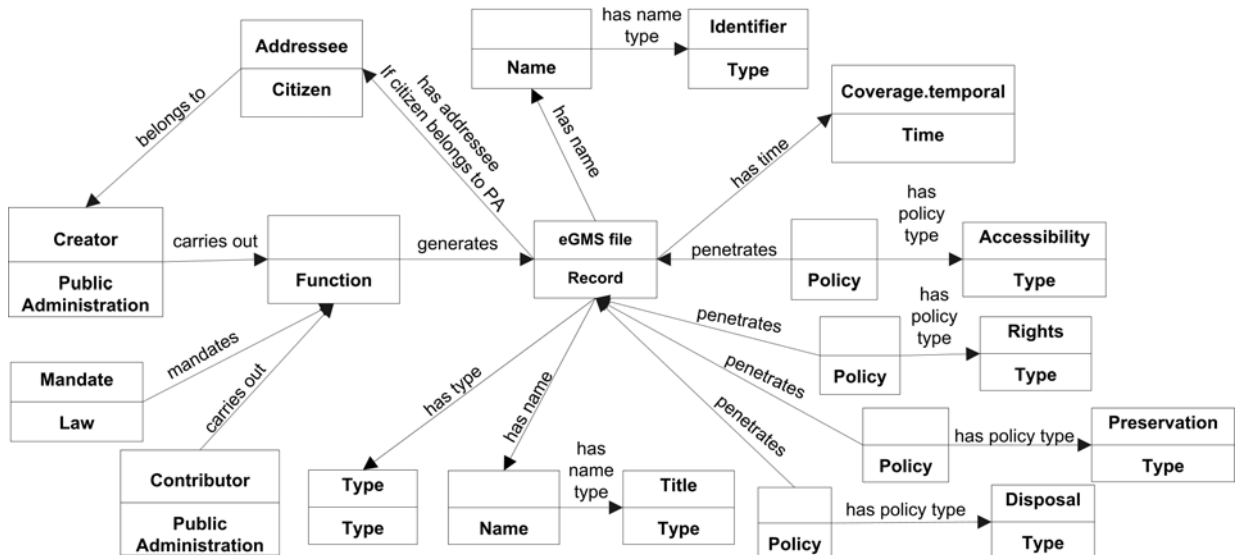 has name
type
Identifier
Type
Name
Addressee
Citizen
Coverage.temporal
Time
belongs to
has addressee
If citizen belongs to PA
has name
has time
has
policy
type
Creator
Public
Administration
carries out
Function
generates
eGMS file
Record
penetrates
Policy
Accessibility
Type
has
policy
type
penetrates
Policy
Rights
Type
mandates
Mandate
Law
carries out
has type
has name
penetrates
penetrates
Policy
has policy type
Preservation
Type
Contributor
Public
Administration
Type
Type
has
name
type
Name
Title
Type
Policy
has policy type
Disposal
Type